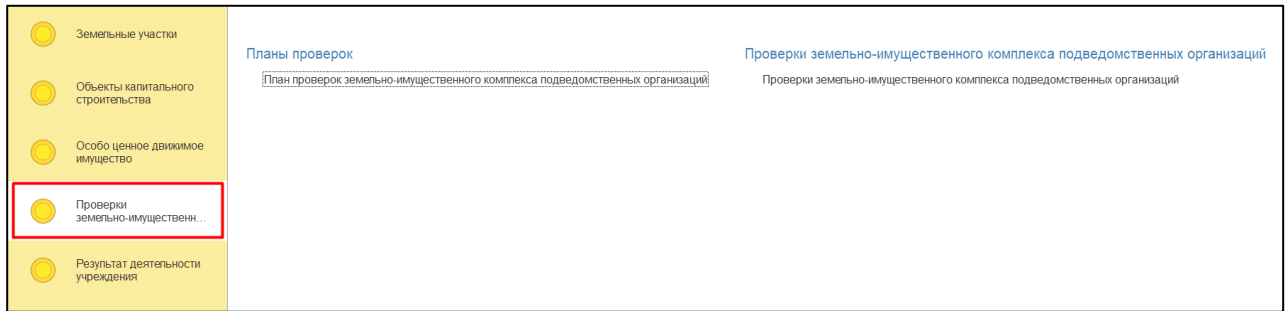 Земельные участки
Объекты капитального
строительства
Особо ценное движимое
имущество
Проверки
земельно-имущественн...
Результат деятельности
учреждения
Планы проверок
План проверок земельно-имущественного комплекса подведомственных организаций
Проверки земельно-имущественного комплекса подведомственных организаций
Проверки земельно-имущественного комплекса подведомственных организаций